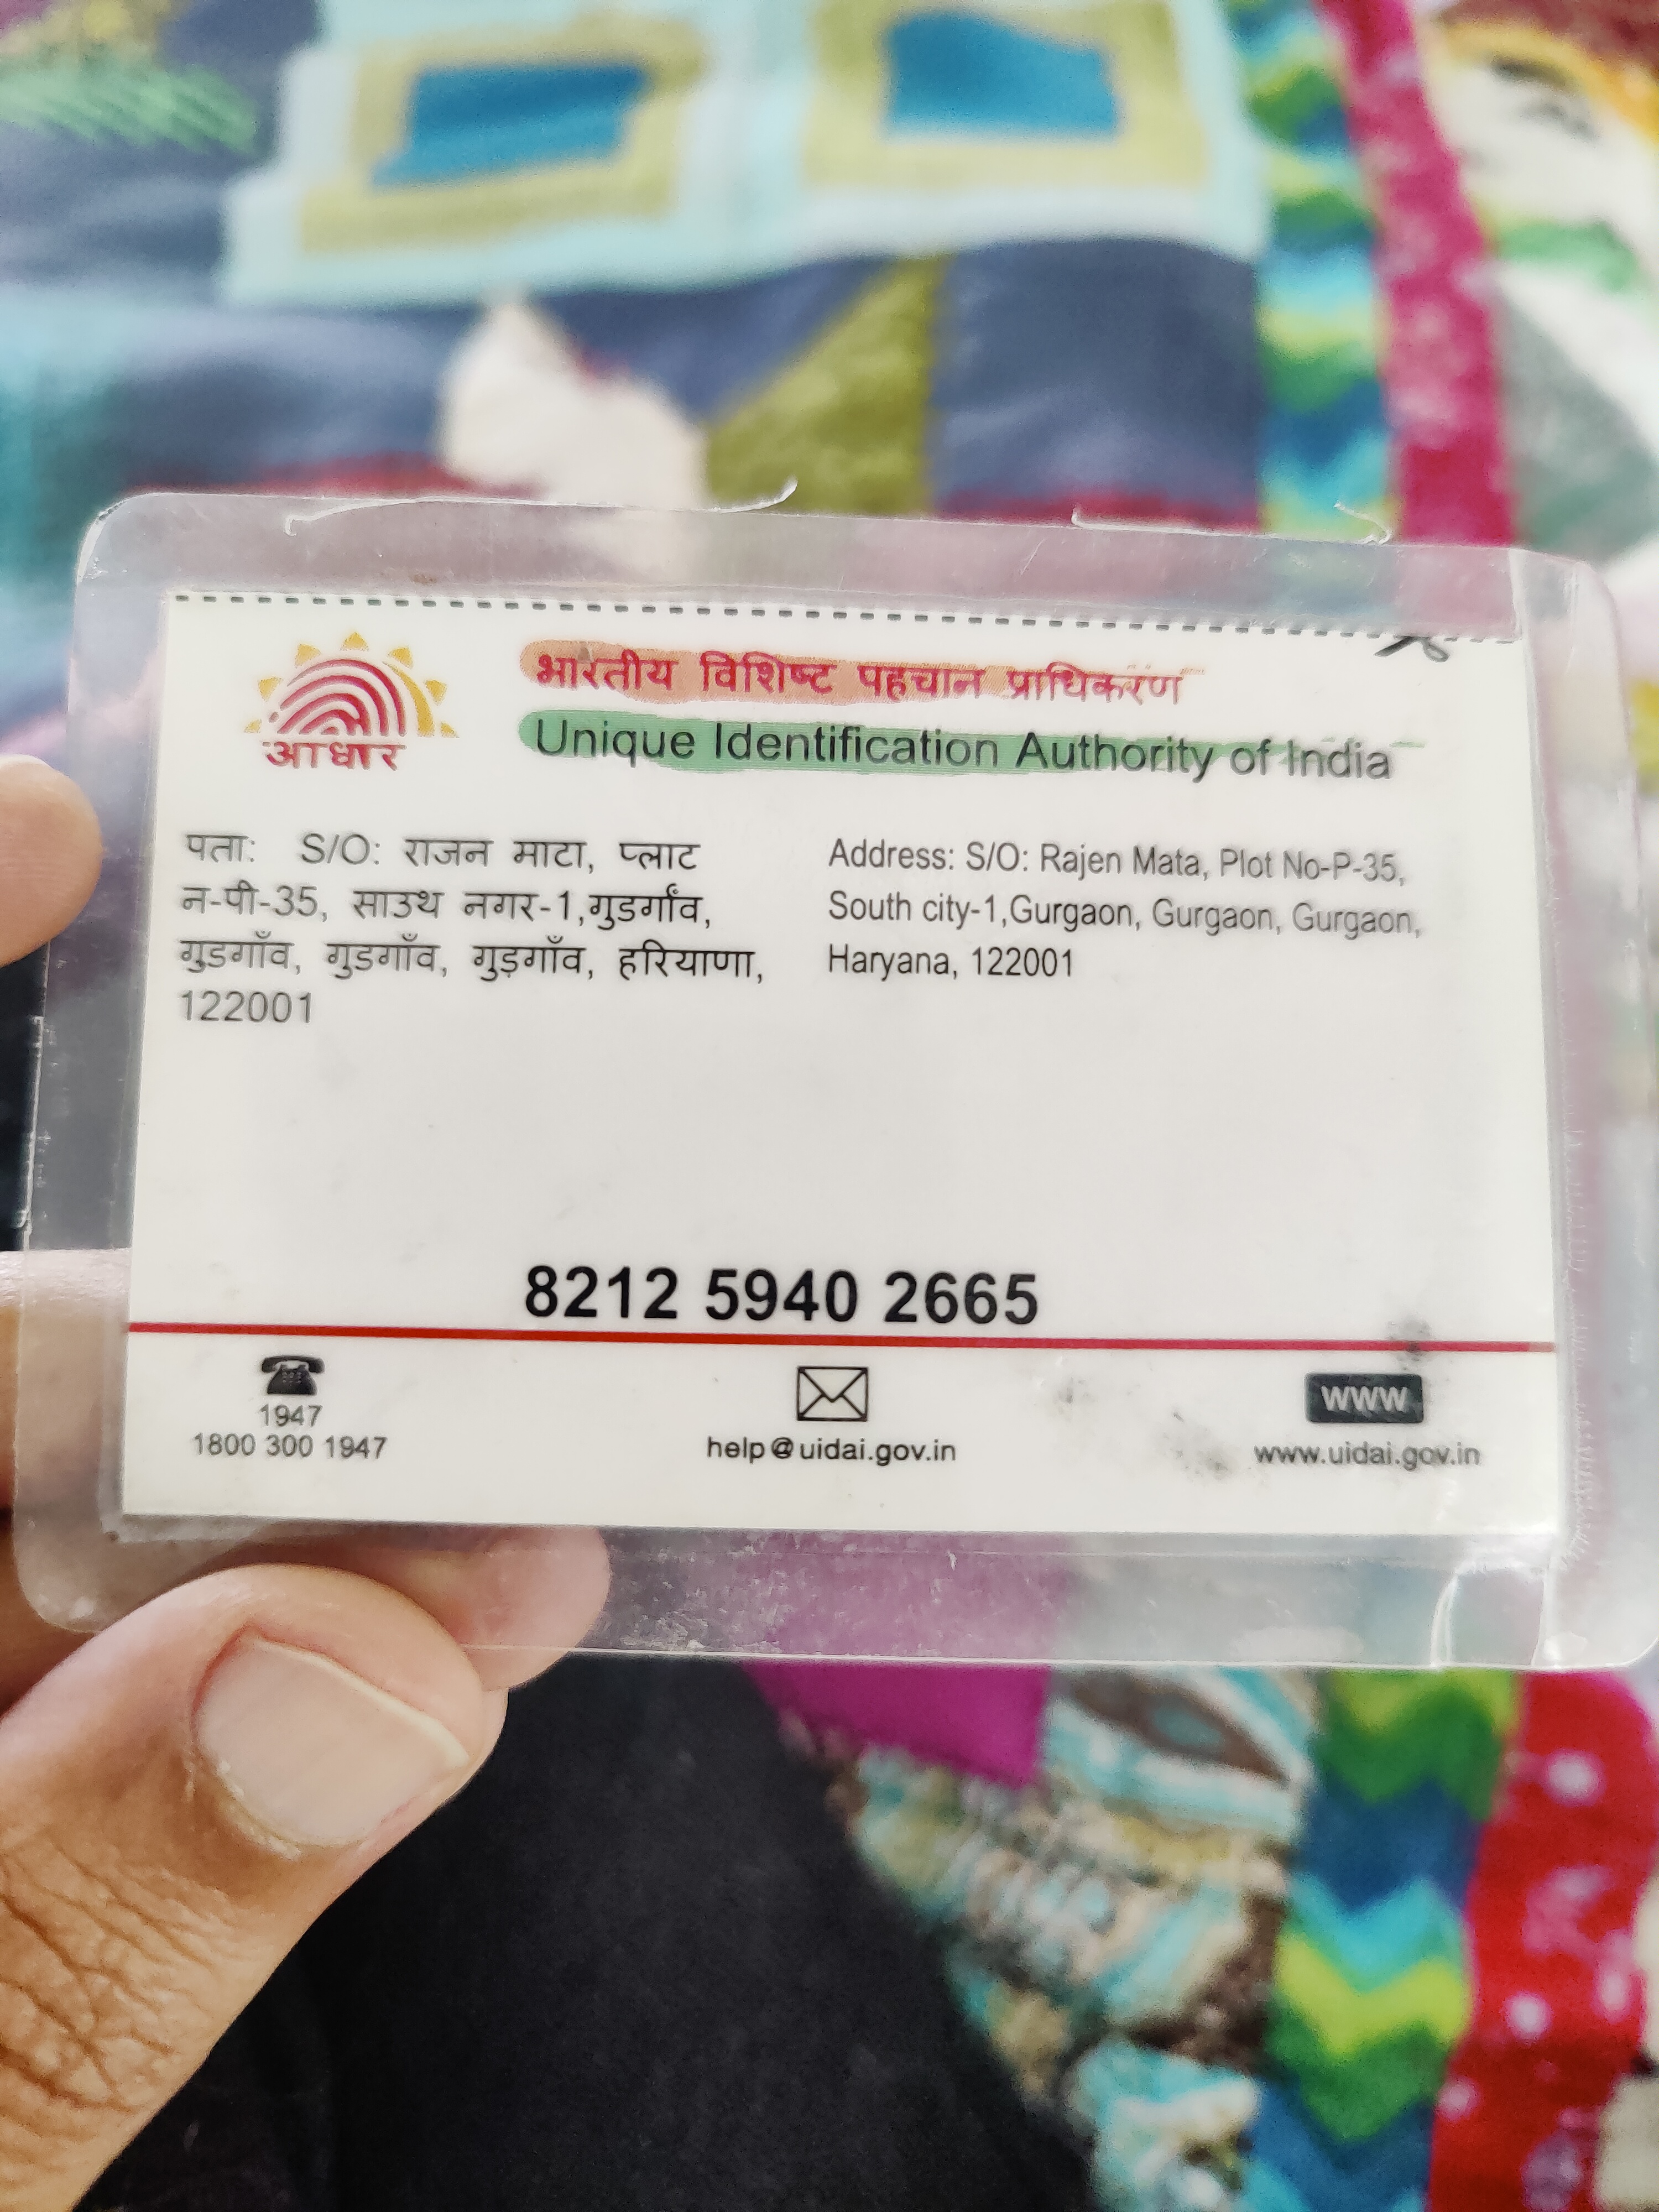 आधार
भारतीय विशिष्ट पहचान प्राधिकरण
Unique Identification Authority of India
पता: S/O: राजन माटा, प्लाट
न-पी-35, साउथ नगर-1,गुडर्गांव,
गुडगाँव, गुडगाँव, गुड़गाँव, हरियाणा,
122001
Address: S/O: Rajen Mata, Plot No-P-35,
South city-1,Gurgaon, Gurgaon, Gurgaon,
Haryana, 122001
8212 5940 2665
1947
1800 300 1947
help@uidai.gov.in
www
www.uidai.gov.in